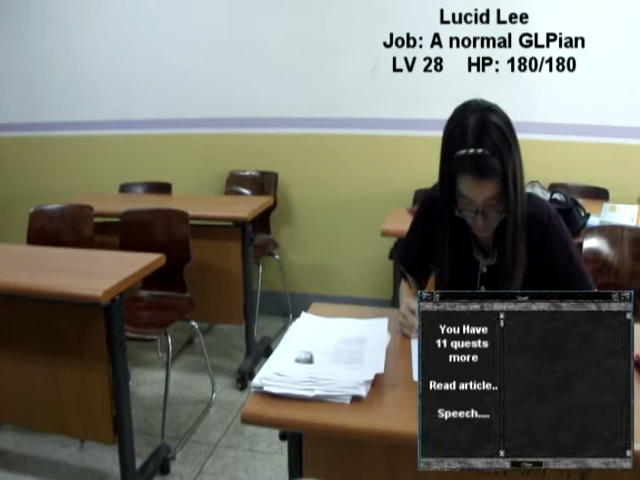 Lucid Lee
Job: A normal GLPian
LV 28 HP: 180/180
You Have
11 quests
more
Read article..
Speech....